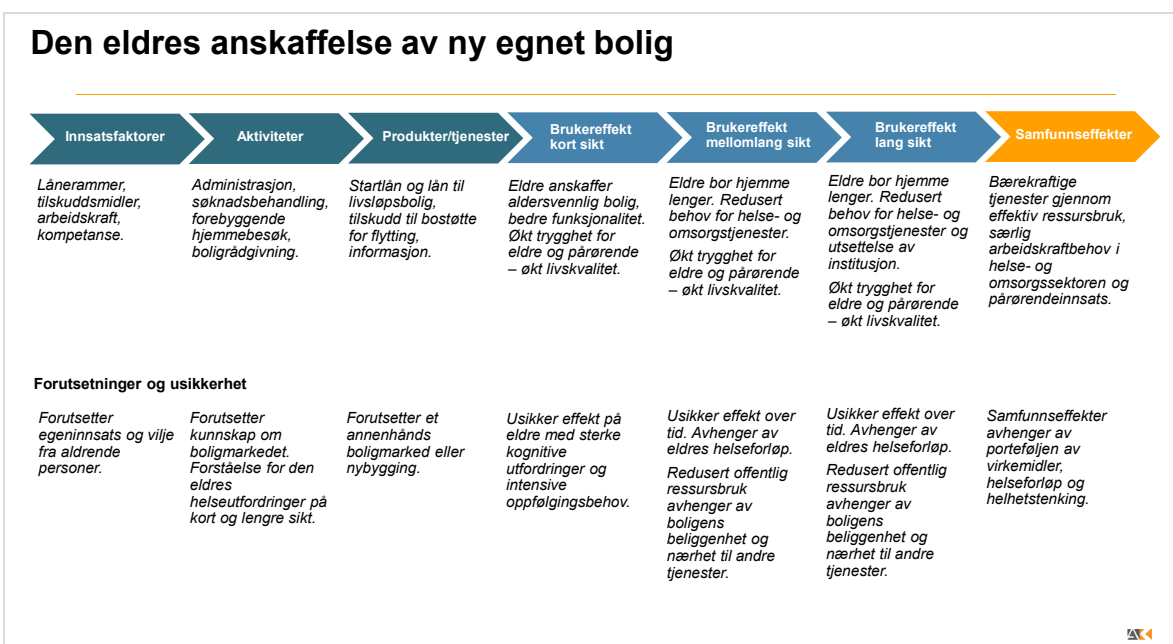 Den eldres anskaffelse av ny egnet bolig
Innsatsfaktorer
Aktiviteter
Produkter/tjenester
Brukereffekt
kort sikt
Brukereffekt
mellomlang sikt
Brukereffekt
lang sikt
Samfunnseffekter
Lånerammer,
tilskuddsmidler,
arbeidskraft,
kompetanse.
Administrasjon,
søknadsbehandling,
forebyggende
hjemmebesøk,
boligrådgivning.
Startlån og lån til
livsløpsbolig,
tilskudd til bostøtte
for flytting,
informasjon.
Eldre anskaffer
aldersvennlig bolig,
bedre funksjonalitet.
Økt trygghet for
eldre og pårørende
– økt livskvalitet.
Eldre bor hjemme
lenger. Redusert
behov for helse- og
omsorgstjenester.
Økt trygghet for
eldre og pårørende
– økt livskvalitet.
Eldre bor hjemme
lenger. Redusert
behov for helse- og
omsorgstjenester og
utsettelse av
institusjon.
Økt trygghet for
eldre og pårørende
– økt livskvalitet.
Bærekraftige
tjenester gjennom
effektiv ressursbruk,
særlig
arbeidskraftbehov i
helse- og
omsorgssektoren og
pårørendeinnsats.
Forutsetninger og usikkerhet
Forutsetter
egeninnsats og vilje
fra aldrende
personer.
Forutsetter
kunnskap om
boligmarkedet.
Forståelse for den
eldres
helseutfordringer på
kort og lengre sikt.
Forutsetter et
annenhånds
boligmarked eller
nybygging.
Usikker effekt på
eldre med sterke
kognitive
utfordringer og
intensive
oppfølgingsbehov.
Usikker effekt over
tid. Avhenger av
eldres helseforløp.
Redusert offentlig
ressursbruk
avhenger av
boligens
beliggenhet og
nærhet til andre
tjenester.
Usikker effekt over
tid. Avhenger av
eldres helseforløp.
Redusert offentlig
ressursbruk
avhenger av
boligens
beliggenhet og
nærhet til andre
tjenester.
Samfunnseffekter
avhenger av
porteføljen av
virkemidler,
helseforløp og
helhetstenking.